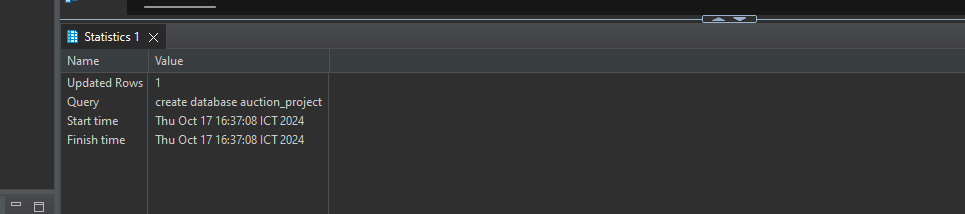 Statistics 1
Name Value
Updated Rows 1
Query create database auction_project
Start time Thu Oct 17 16:37:08 ICT 2024
Finish time Thu Oct 17 16:37:08 ICT 2024